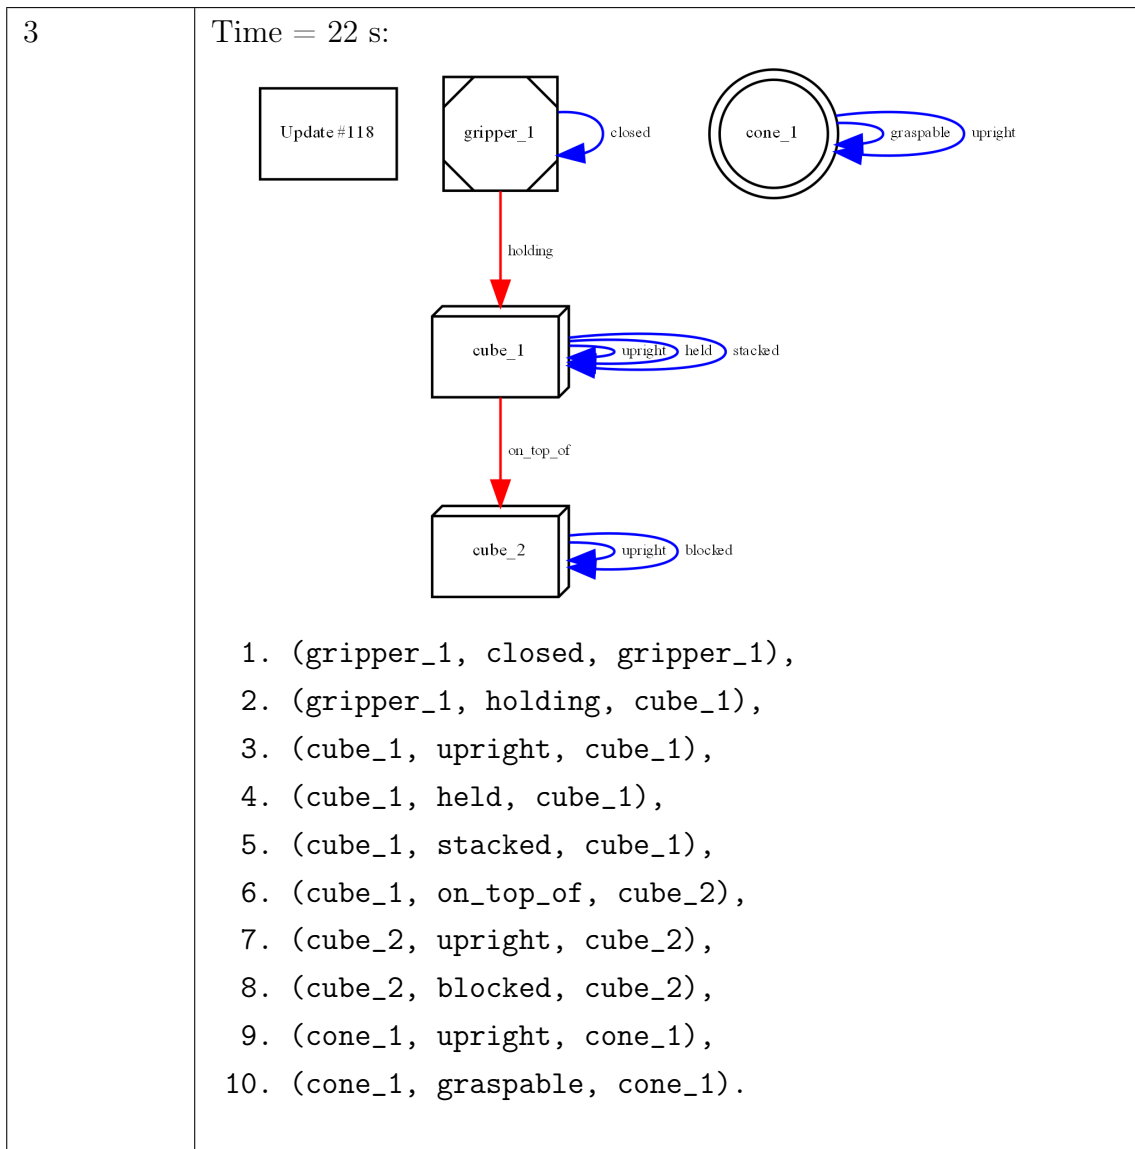 3
Time = 22 s:
Update #118
gripper_1
closed
cone_1
graspable
upright
holding
cube_1
upright
held
stacked
on_top_of
cube_2
upright
blocked
1. (gripper_1, closed, gripper_1),
2. (gripper_1, holding, cube_1),
3. (cube_1, upright, cube_1),
4. (cube_1, held, cube_1),
5. (cube_1, stacked, cube_1),
6. (cube_1, on_top_of, cube_2),
7. (cube_2, upright, cube_2),
8. (cube_2, blocked, cube_2),
9. (cone_1, upright, cone_1),
10. (cone_1, graspable, cone_1).